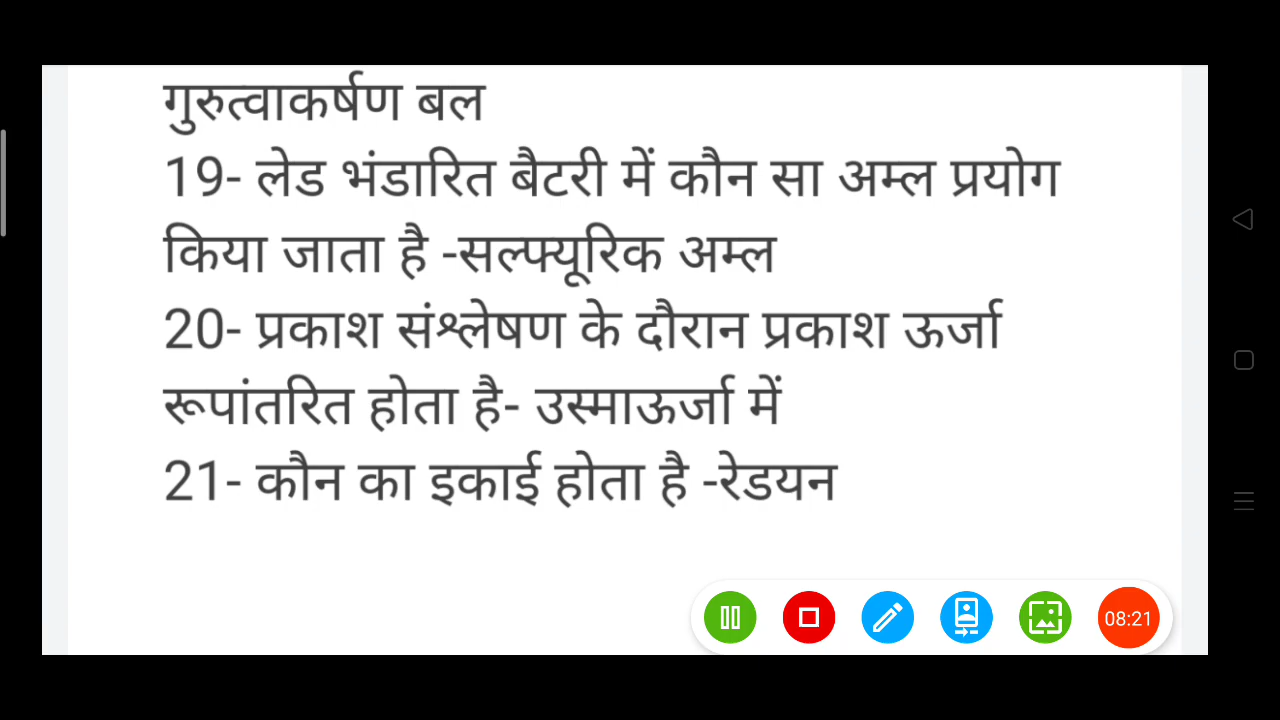 गुरुत्वाकर्षण बल
19- लेड भंडारित बैटरी में कौन सा अम्ल प्रयोग
किया जाता है -सल्फ्यूरिक अम्ल
20- प्रकाश संश्लेषण के दौरान प्रकाश ऊर्जा
रूपांतरित होता है- उस्माऊर्जा में
21- कौन का इकाई होता है -रेडयन
08:21